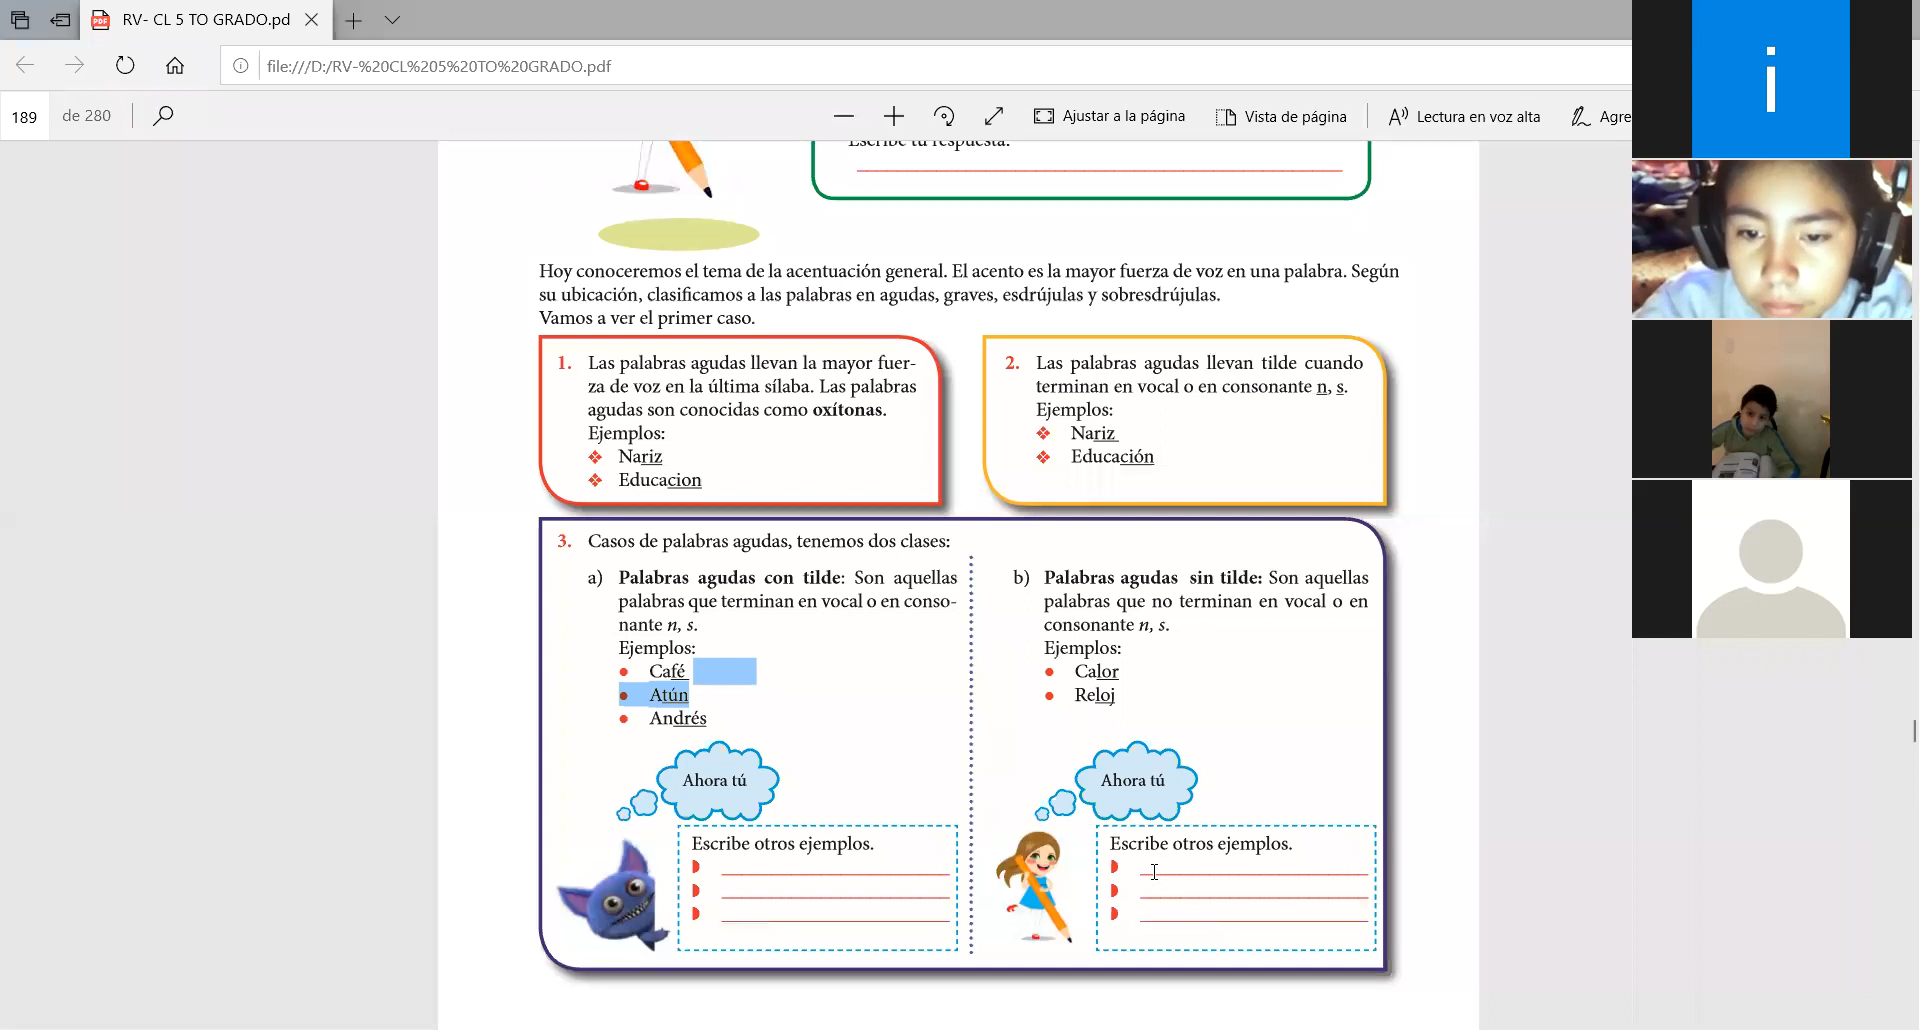 RV- CL 5 TO GRADO.pd
file:///D:/RV-%20CL%205%20TO%20GRADO.pdf
189 de 280
Ajustar a la página
Vista de página
Lectura en voz alta
Agre
i
Escribe tu respuesta.
Hoy conoceremos el tema de la acentuación general. El acento es la mayor fuerza de voz en una palabra. Según
su ubicación, clasificamos a las palabras en agudas, graves, esdrújulas y sobresdrújulas.
Vamos a ver el primer caso.
1. Las palabras agudas llevan la mayor fuer-
za de voz en la última sílaba. Las palabras
agudas son conocidas como oxítonas.
Ejemplos:
Nariz
Educacion
2. Las palabras agudas llevan tilde cuando
terminan en vocal o en consonante n, s.
Ejemplos:
Nariz
Educación
3. Casos de palabras agudas, tenemos dos clases:
a) Palabras agudas con tilde: Son aquellas
palabras que terminan en vocal o en conso-
nante n, s.
Ejemplos:
Café
Atún
Andrés
Ahora tú
Escribe otros ejemplos.
b) Palabras agudas sin tilde: Son aquellas
palabras que no terminan en vocal o en
consonante n, s.
Ejemplos:
Calor
Reloj
Ahora tú
Escribe otros ejemplos.